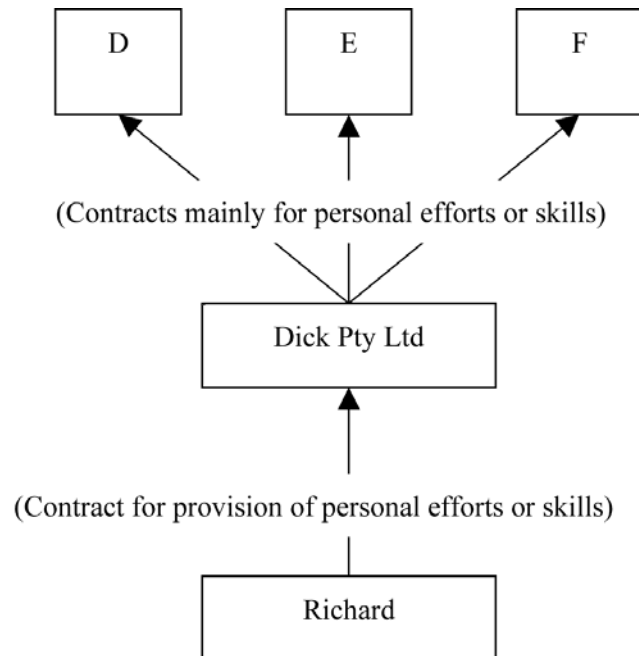 D E F
(Contracts mainly for personal efforts or skills)
Dick Pty Ltd
(Contract for provision of personal efforts or skills)
Richard